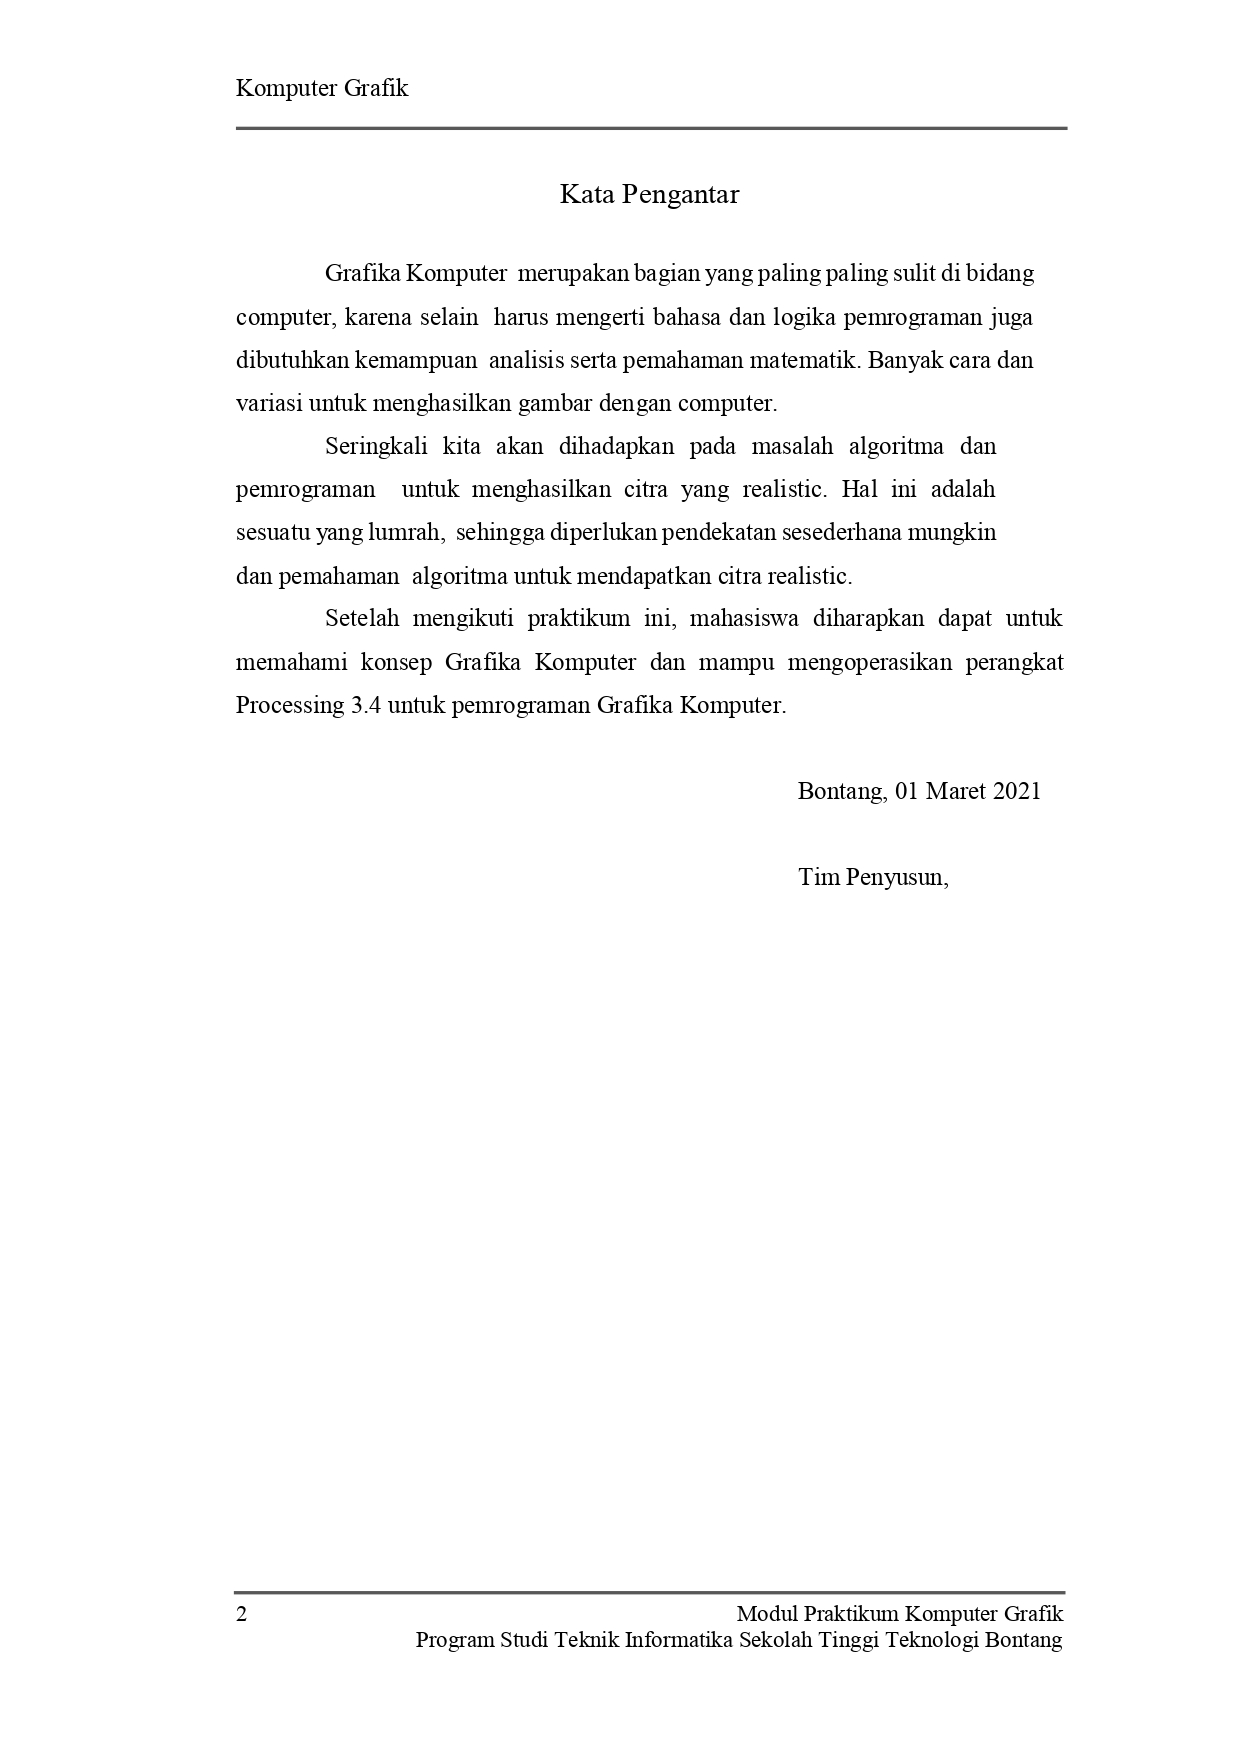 Komputer Grafik
Kata Pengantar
Grafika Komputer merupakan bagian yang paling paling sulit di bidang
computer, karena selain harus mengerti bahasa dan logika pemrograman juga
dibutuhkan kemampuan analisis serta pemahaman matematik. Banyak cara dan
variasi untuk menghasilkan gambar dengan computer.
Seringkali kita akan dihadapkan pada masalah algoritma dan
pemrograman untuk menghasilkan citra yang realistic. Hal ini adalah
sesuatu yang lumrah, sehingga diperlukan pendekatan sesederhana mungkin
dan pemahaman algoritma untuk mendapatkan citra realistic.
Setelah mengikuti praktikum ini, mahasiswa diharapkan dapat untuk
memahami konsep Grafika Komputer dan mampu mengoperasikan perangkat
Processing 3.4 untuk pemrograman Grafika Komputer.
Bontang, 01 Maret 2021
Tim Penyusun,
2 Modul Praktikum Komputer Grafik
Program Studi Teknik Informatika Sekolah Tinggi Teknologi Bontang